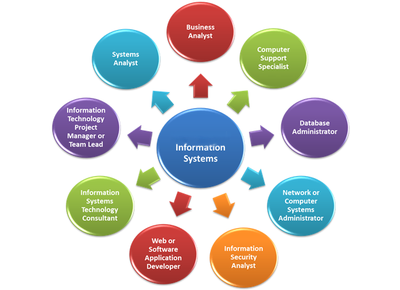 Business
Analyst
Computer
Support
Specialist
Database
Administrator
Network or
Computer
Systems
Administrator
Information
Security
Analyst
Web or
Software
Application
Developer
Information
Systems
Technology
Consultant
Information
Technology
Project
Manager or
Team Lead
Systems
Analyst
Information
Systems